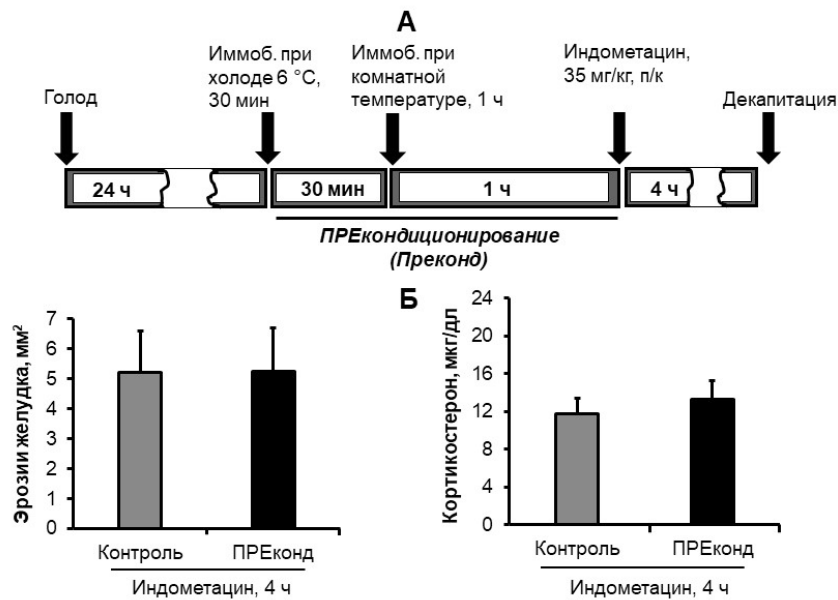 А
Голод
Иммоб. при
холоде 6 °С,
30 мин
Иммоб. при
комнатной
температуре, 1 ч
Индометацин,
35 мг/кг, п/к
Декапитация
24 ч
30 мин
1 ч
4 ч
ПРЕкондиционирование
(Преконд)
Б
Эрозии желудка, мм²
7
6
5
4
3
2
1
0
Контроль
ПРЕконд
Индометацин, 4 ч
Кортикостерон, мкг/дл
24
20
16
12
8
4
0
Контроль
ПРЕконд
Индометацин, 4 ч